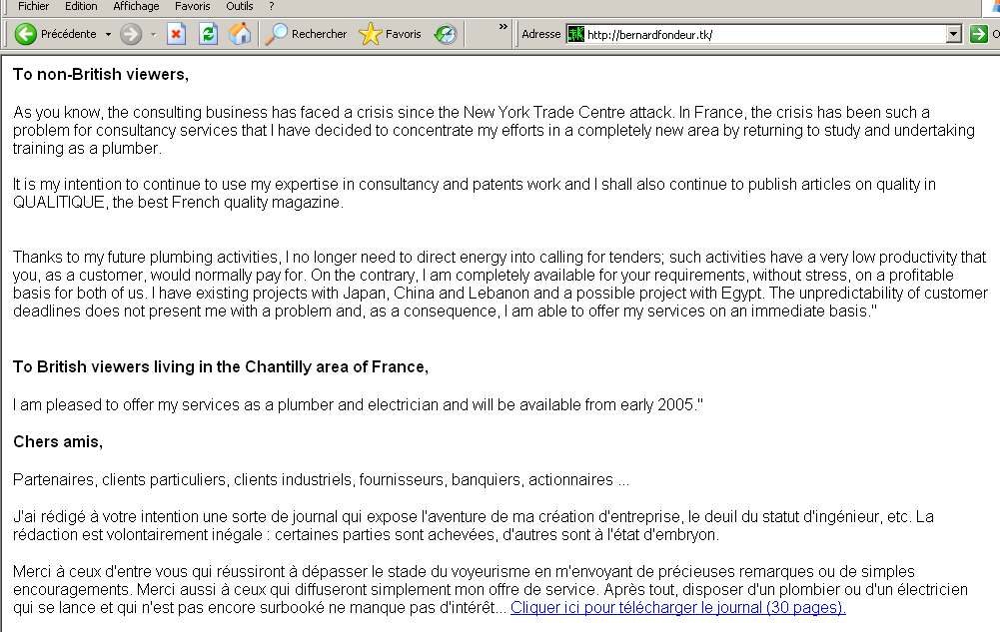 Fichier Edition Affichage Favoris Outils ?
Précédente Rechercher Favoris » Adresse http://bernardfondeur.tk/
To non-British viewers,
As you know, the consulting business has faced a crisis since the New York Trade Centre attack. In France, the crisis has been such a
problem for consultancy services that I have decided to concentrate my efforts in a completely new area by returning to study and undertaking
training as a plumber.
It is my intention to continue to use my expertise in consultancy and patents work and I shall also continue to publish articles on quality in
QUALITIQUE, the best French quality magazine.
Thanks to my future plumbing activities, I no longer need to direct energy into calling for tenders; such activities have a very low productivity that
you, as a customer, would normally pay for. On the contrary, I am completely available for your requirements, without stress, on a profitable
basis for both of us. I have existing projects with Japan, China and Lebanon and a possible project with Egypt. The unpredictability of customer
deadlines does not present me with a problem and, as a consequence, I am able to offer my services on an immediate basis."
To British viewers living in the Chantilly area of France,
I am pleased to offer my services as a plumber and electrician and will be available from early 2005."
Chers amis,
Partenaires, clients particuliers, clients industriels, fournisseurs, banquiers, actionnaires ...
J'ai rédigé à votre intention une sorte de journal qui expose l'aventure de ma création d'entreprise, le deuil du statut d'ingénieur, etc. La
rédaction est volontairement inégale : certaines parties sont achevées, d'autres sont à l'état d'embryon.
Merci à ceux d'entre vous qui réussiront à dépasser le stade du voyeurisme en m'envoyant de précieuses remarques ou de simples
encouragements. Merci aussi à ceux qui diffuseront simplement mon offre de service. Après tout, disposer d'un plombier ou d'un électricien
qui se lance et qui n'est pas encore surbooké ne manque pas d'intérêt... Cliquer ici pour télécharger le journal (30 pages).